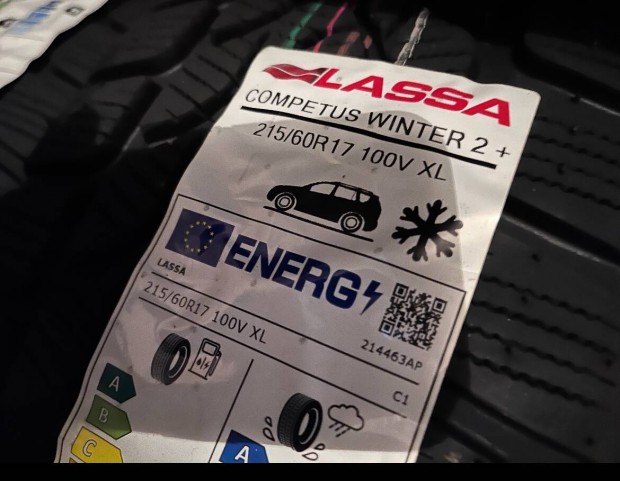 LASSA
COMPETUS WINTER 2 +
215/60R17 100V XL
ENERG
LASSA
215/60R17 100V XL
214463AP
C1
A
B
C
A